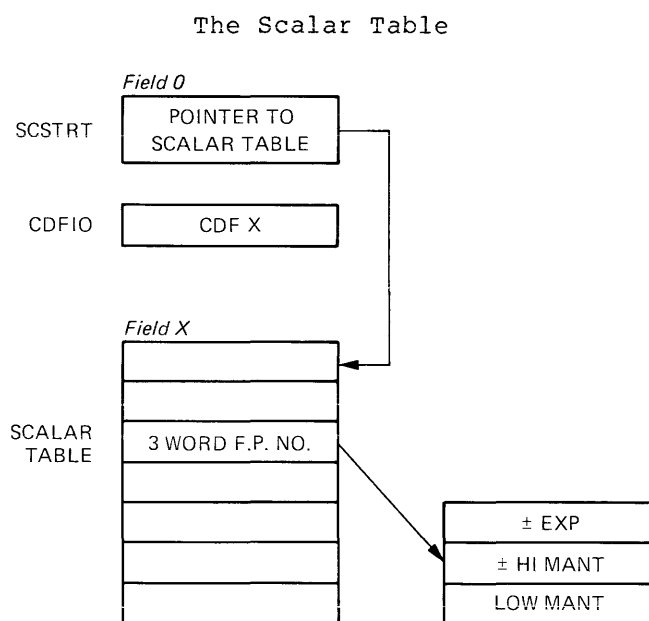 The Scalar Table
Field 0
SCSTRT
POINTER TO
SCALAR TABLE
CDFIO
CDF X
Field X
SCALAR
TABLE
3 WORD F.P. NO.
± EXP
± HI MANT
LOW MANT